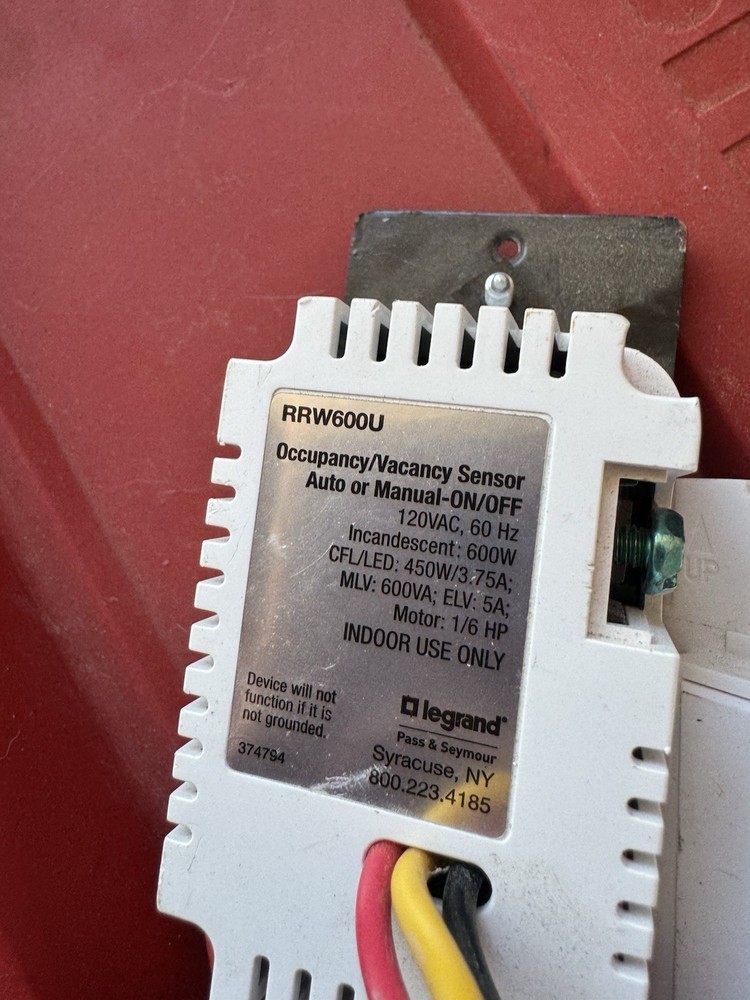 RRW600U
Occupancy/Vacancy Sensor
Auto or Manual-ON/OFF
120VAC, 60 Hz
Incandescent: 600W
CFL/LED: 450W/3.75A;
MLV: 600VA; ELV: 5A;
Motor: 1/6 HP
INDOOR USE ONLY
Device will not
function if it is
not grounded.
374794
legrand®
Pass & Seymour
Syracuse, NY
800.223.4185
UP